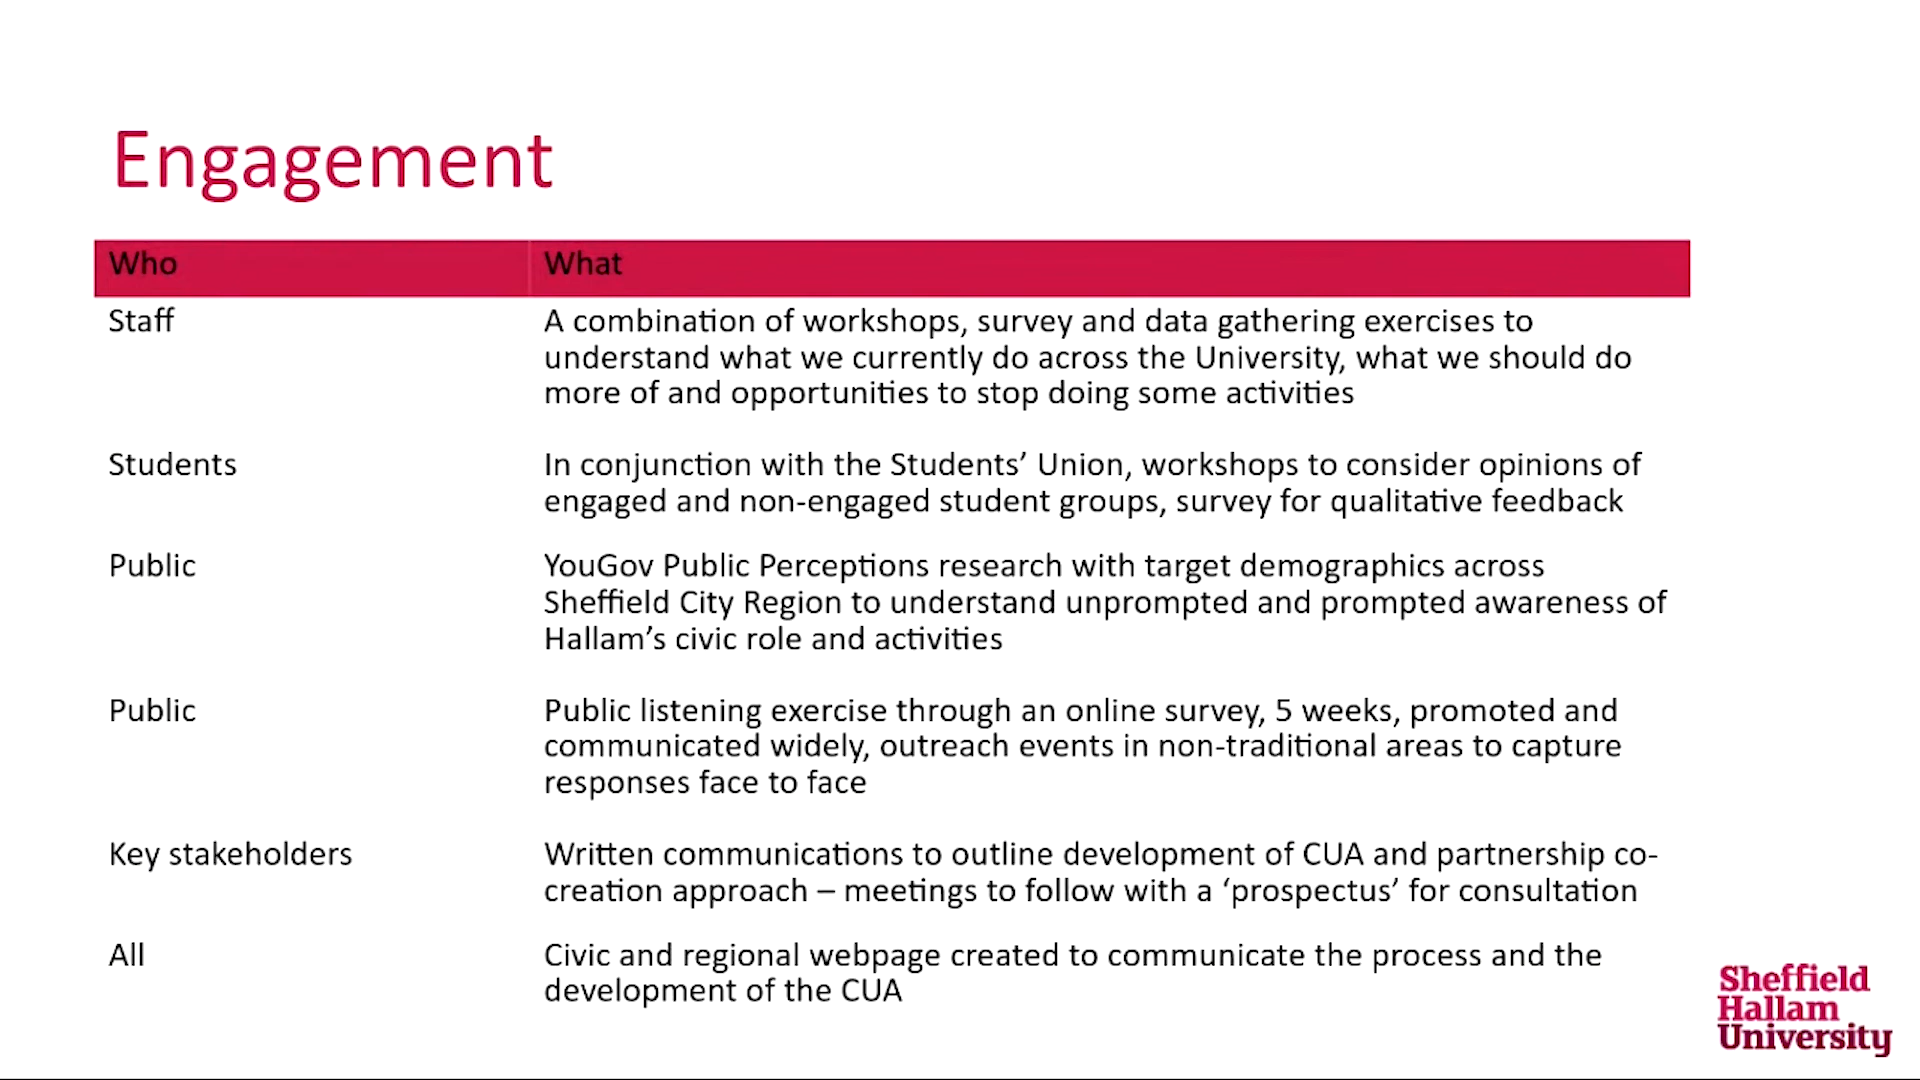 Engagement
Who What
Staff A combination of workshops, survey and data gathering exercises to
understand what we currently do across the University, what we should do
more of and opportunities to stop doing some activities
Students In conjunction with the Students’ Union, workshops to consider opinions of
engaged and non-engaged student groups, survey for qualitative feedback
Public YouGov Public Perceptions research with target demographics across
Sheffield City Region to understand unprompted and prompted awareness of
Hallam’s civic role and activities
Public Public listening exercise through an online survey, 5 weeks, promoted and
communicated widely, outreach events in non-traditional areas to capture
responses face to face
Key stakeholders Written communications to outline development of CUA and partnership co-
creation approach – meetings to follow with a ‘prospectus’ for consultation
All Civic and regional webpage created to communicate the process and the
development of the CUA
Sheffield
Hallam
University